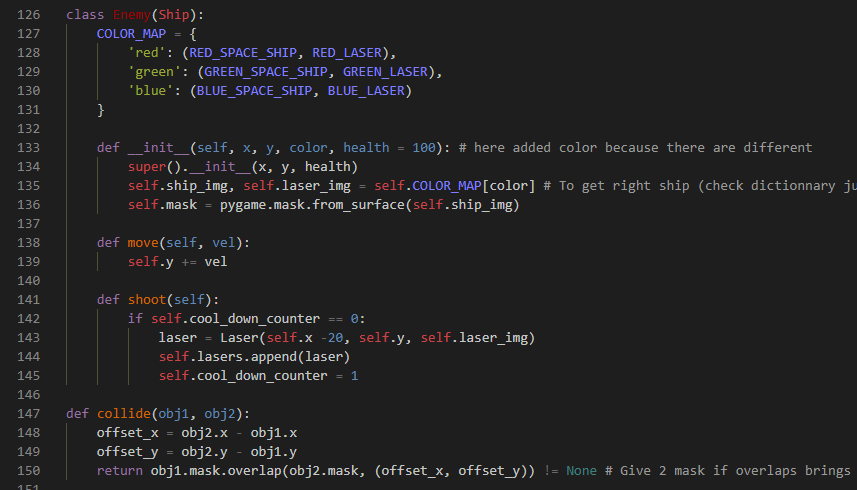 126 class Enemy(Ship):
127     COLOR_MAP = {
128         'red': (RED_SPACE_SHIP, RED_LASER),
129         'green': (GREEN_SPACE_SHIP, GREEN_LASER),
130         'blue': (BLUE_SPACE_SHIP, BLUE_LASER)
131     }
132
133     def __init__(self, x, y, color, health = 100): # here added color because there are different
134         super().__init__(x, y, health)
135         self.ship_img, self.laser_img = self.COLOR_MAP[color] # To get right ship (check dictionnary ju
136         self.mask = pygame.mask.from_surface(self.ship_img)
137
138     def move(self, vel):
139         self.y += vel
140
141     def shoot(self):
142         if self.cool_down_counter == 0:
143             laser = Laser(self.x -20, self.y, self.laser_img)
144             self.lasers.append(laser)
145             self.cool_down_counter = 1
146
147 def collide(obj1, obj2):
148     offset_x = obj2.x - obj1.x
149     offset_y = obj2.y - obj1.y
150     return obj1.mask.overlap(obj2.mask, (offset_x, offset_y)) != None # Give 2 mask if overlaps brings
151